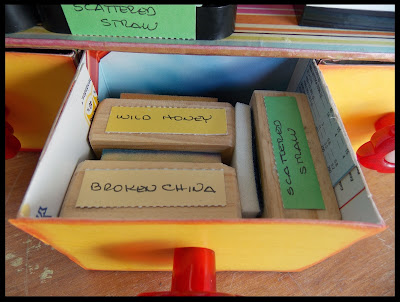 SCATTERED
STRAW
WILD HONEY
BROKEN CHINA
SCATTERED
STRAW